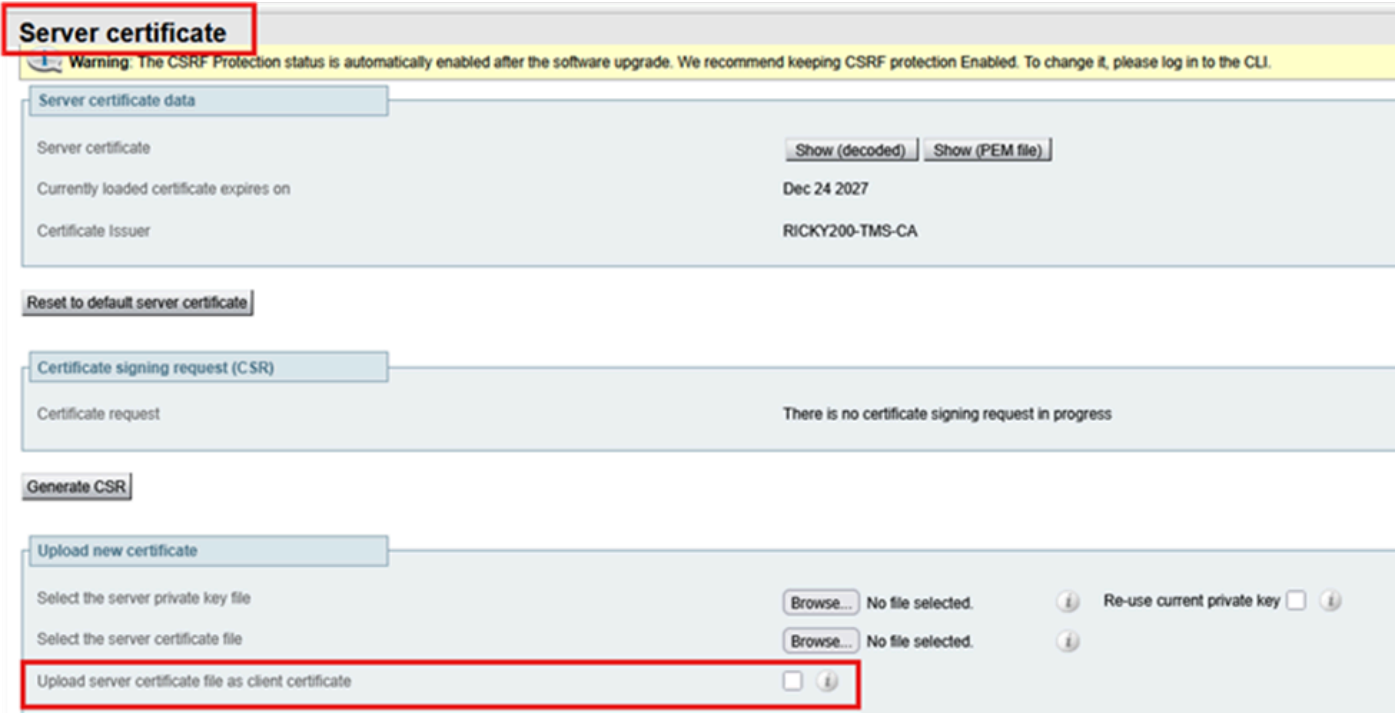 Server certificate
Warning: The CSRF Protection status is automatically enabled after the software upgrade. We recommend keeping CSRF protection Enabled. To change it, please log in to the CLI.
Server certificate data
Server certificate Show (decoded) Show (PEM file)
Currently loaded certificate expires on Dec 24 2027
Certificate Issuer RICKY200-TMS-CA
Reset to default server certificate
Certificate signing request (CSR)
Certificate request There is no certificate signing request in progress
Generate CSR
Upload new certificate
Select the server private key file Browse... No file selected. i Re-use current private key i
Select the server certificate file Browse... No file selected. i
Upload server certificate file as client certificate i